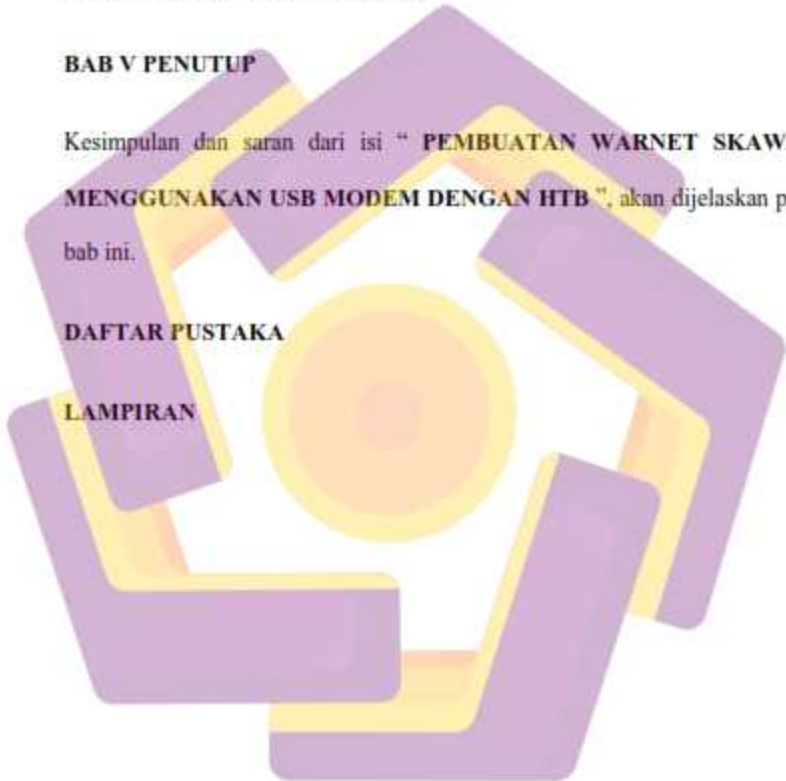 BAB V PENUTUP
Kesimpulan dan saran dari isi “ PEMBUATAN WARNET SKAW
MENGGUNAKAN USB MODEM DENGAN HTB ”, akan dijelaskan p
bab ini.
DAFTAR PUSTAKA
LAMPIRAN